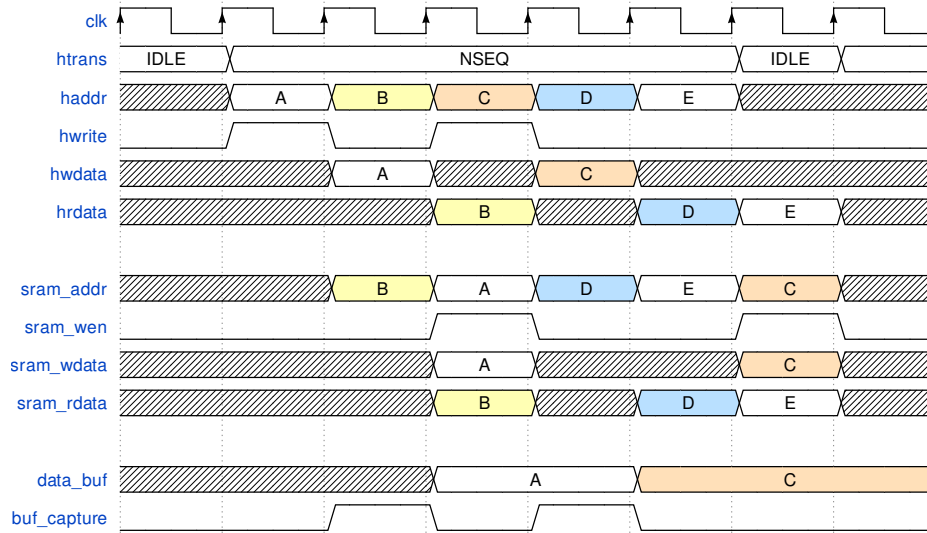 clk
htrans IDLE NSEQ IDLE
haddr A B C D E
hwrite
hwdata A C
hrdata B D E
sram_addr B A D E C
sram_wen
sram_wdata A C
sram_rdata B D E
data_buf A C
buf_capture